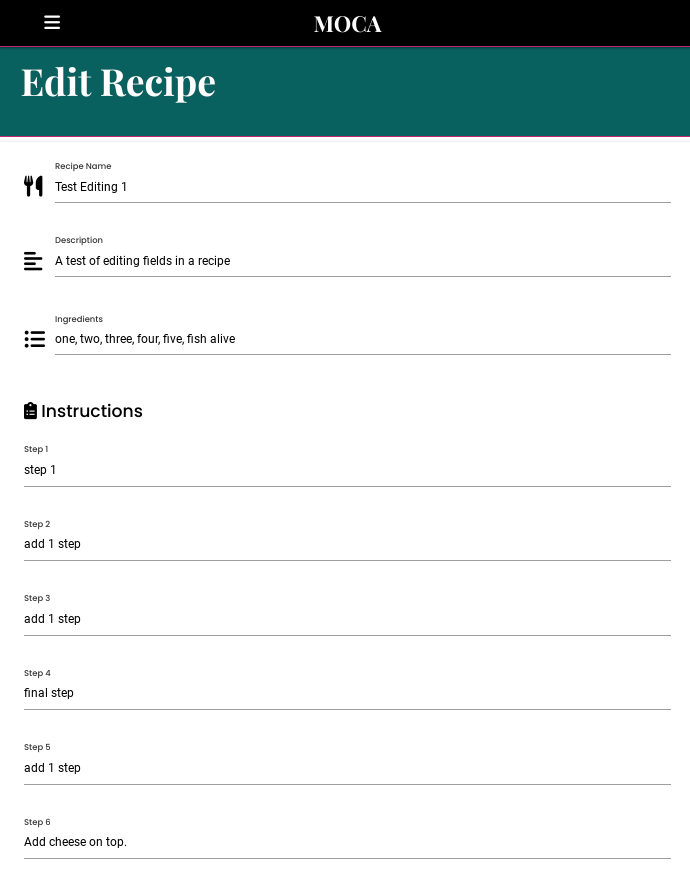 MOCA
Edit Recipe
Recipe Name
Test Editing 1
Description
A test of editing fields in a recipe
Ingredients
one, two, three, four, five, fish alive
Instructions
Step 1
step 1
Step 2
add 1 step
Step 3
add 1 step
Step 4
final step
Step 5
add 1 step
Step 6
Add cheese on top.